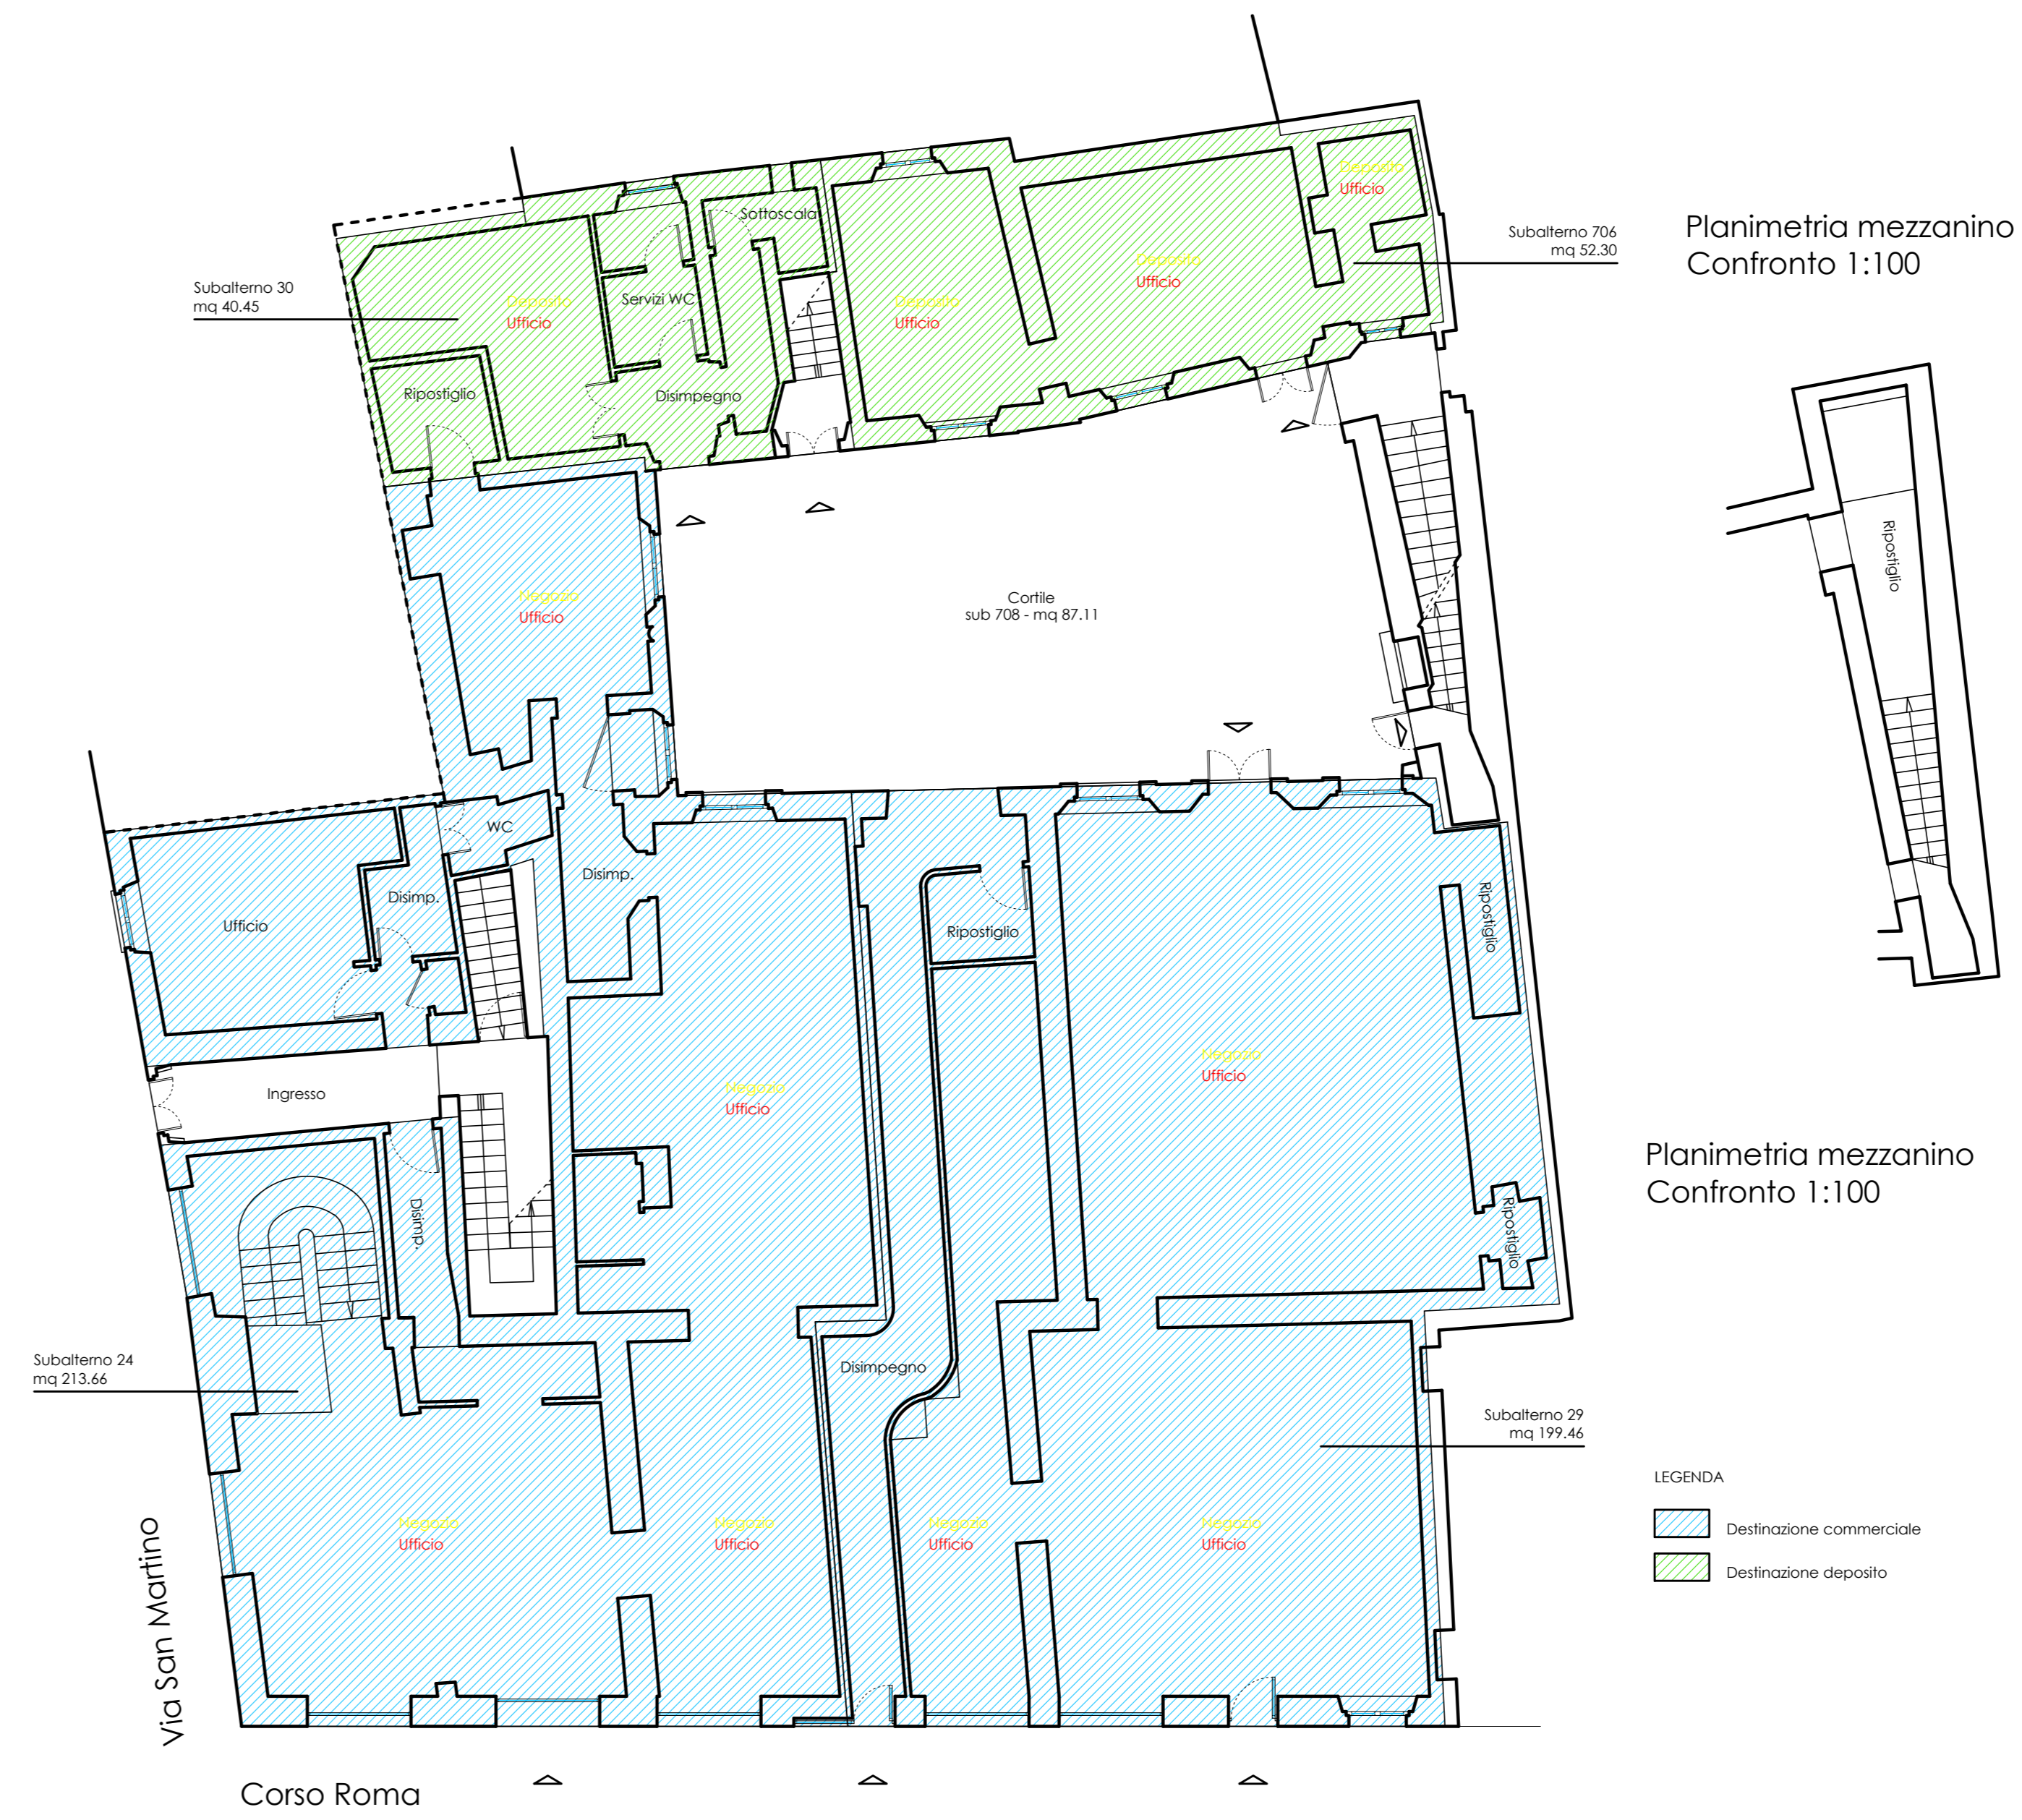 Planimetria mezzanino
Confronto 1:100
Deposito
Ufficio
Subalterno 706
mq 52.30
Sottoscala
Deposito
Ufficio
Subalterno 30
mq 40.45
Deposito
Ufficio
Servizi WC
Deposito
Ufficio
Ripostiglio
Disimpegno
Ripostiglio
Negozio
Ufficio
Cortile
sub 708 - mq 87.11
WC
Disimp.
Disimp.
Ufficio
Ripostiglio
Ripostiglio
Ingresso
Negozio
Ufficio
Negozio
Ufficio
Planimetria mezzanino
Confronto 1:100
Disimp.
Ripostiglio
Subalterno 24
mq 213.66
Disimpegno
Subalterno 29
mq 199.46
LEGENDA
Destinazione commerciale
Destinazione deposito
Negozio
Ufficio
Negozio
Ufficio
Negozio
Ufficio
Negozio
Ufficio
Via San Martino
Corso Roma